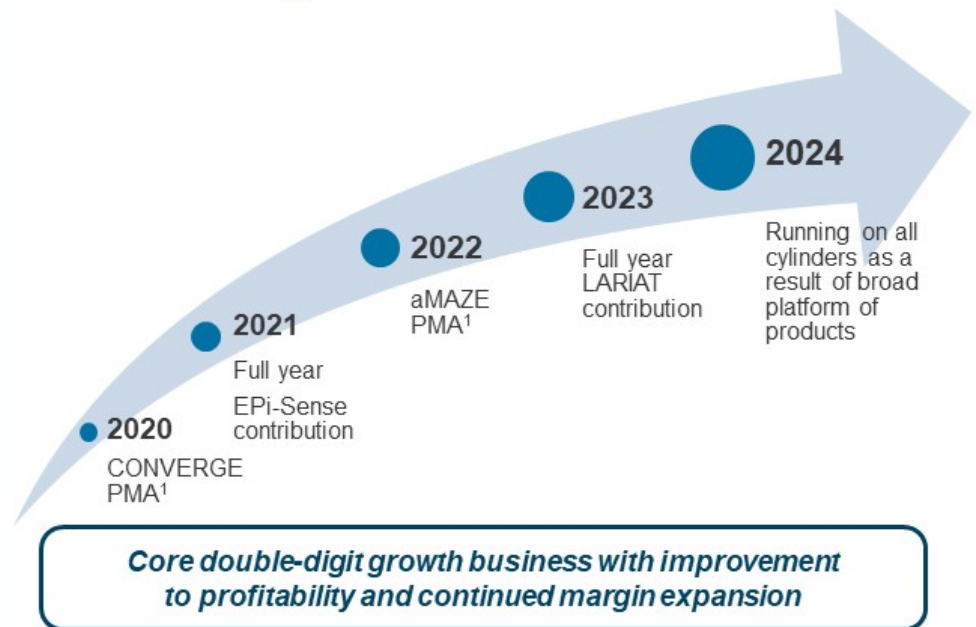 2020
CONVERGE
PMA¹
2021
Full year
EPi-Sense
contribution
2022
aMAZE
PMA¹
2023
Full year
LARIAT
contribution
2024
Running on all
cylinders as a
result of broad
platform of
products
Core double-digit growth business with improvement
to profitability and continued margin expansion